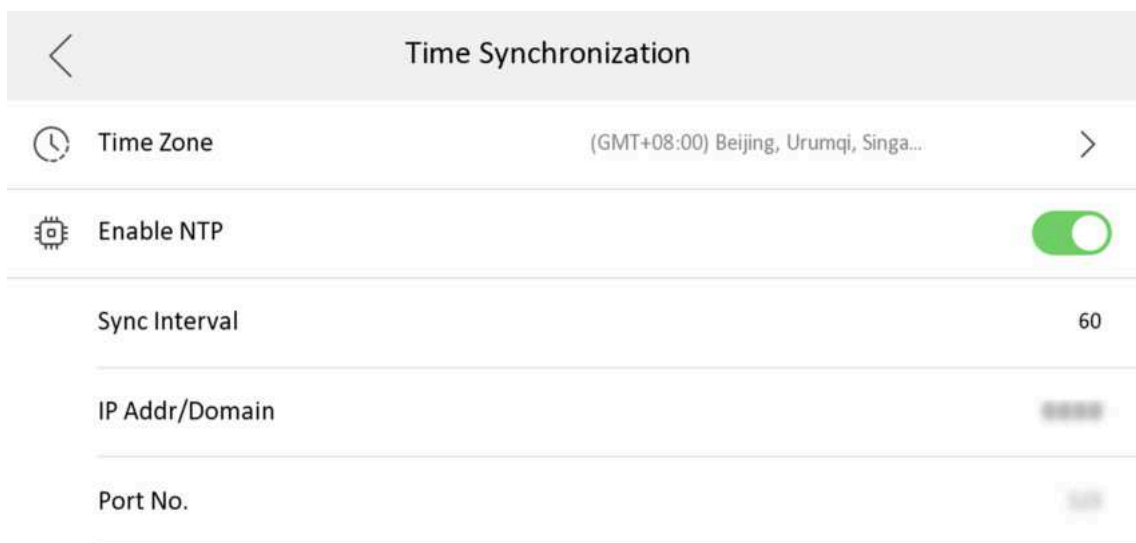 Time Synchronization
Time Zone (GMT+08:00) Beijing, Urumqi, Singa...
Enable NTP
Sync Interval 60
IP Addr/Domain
Port No.